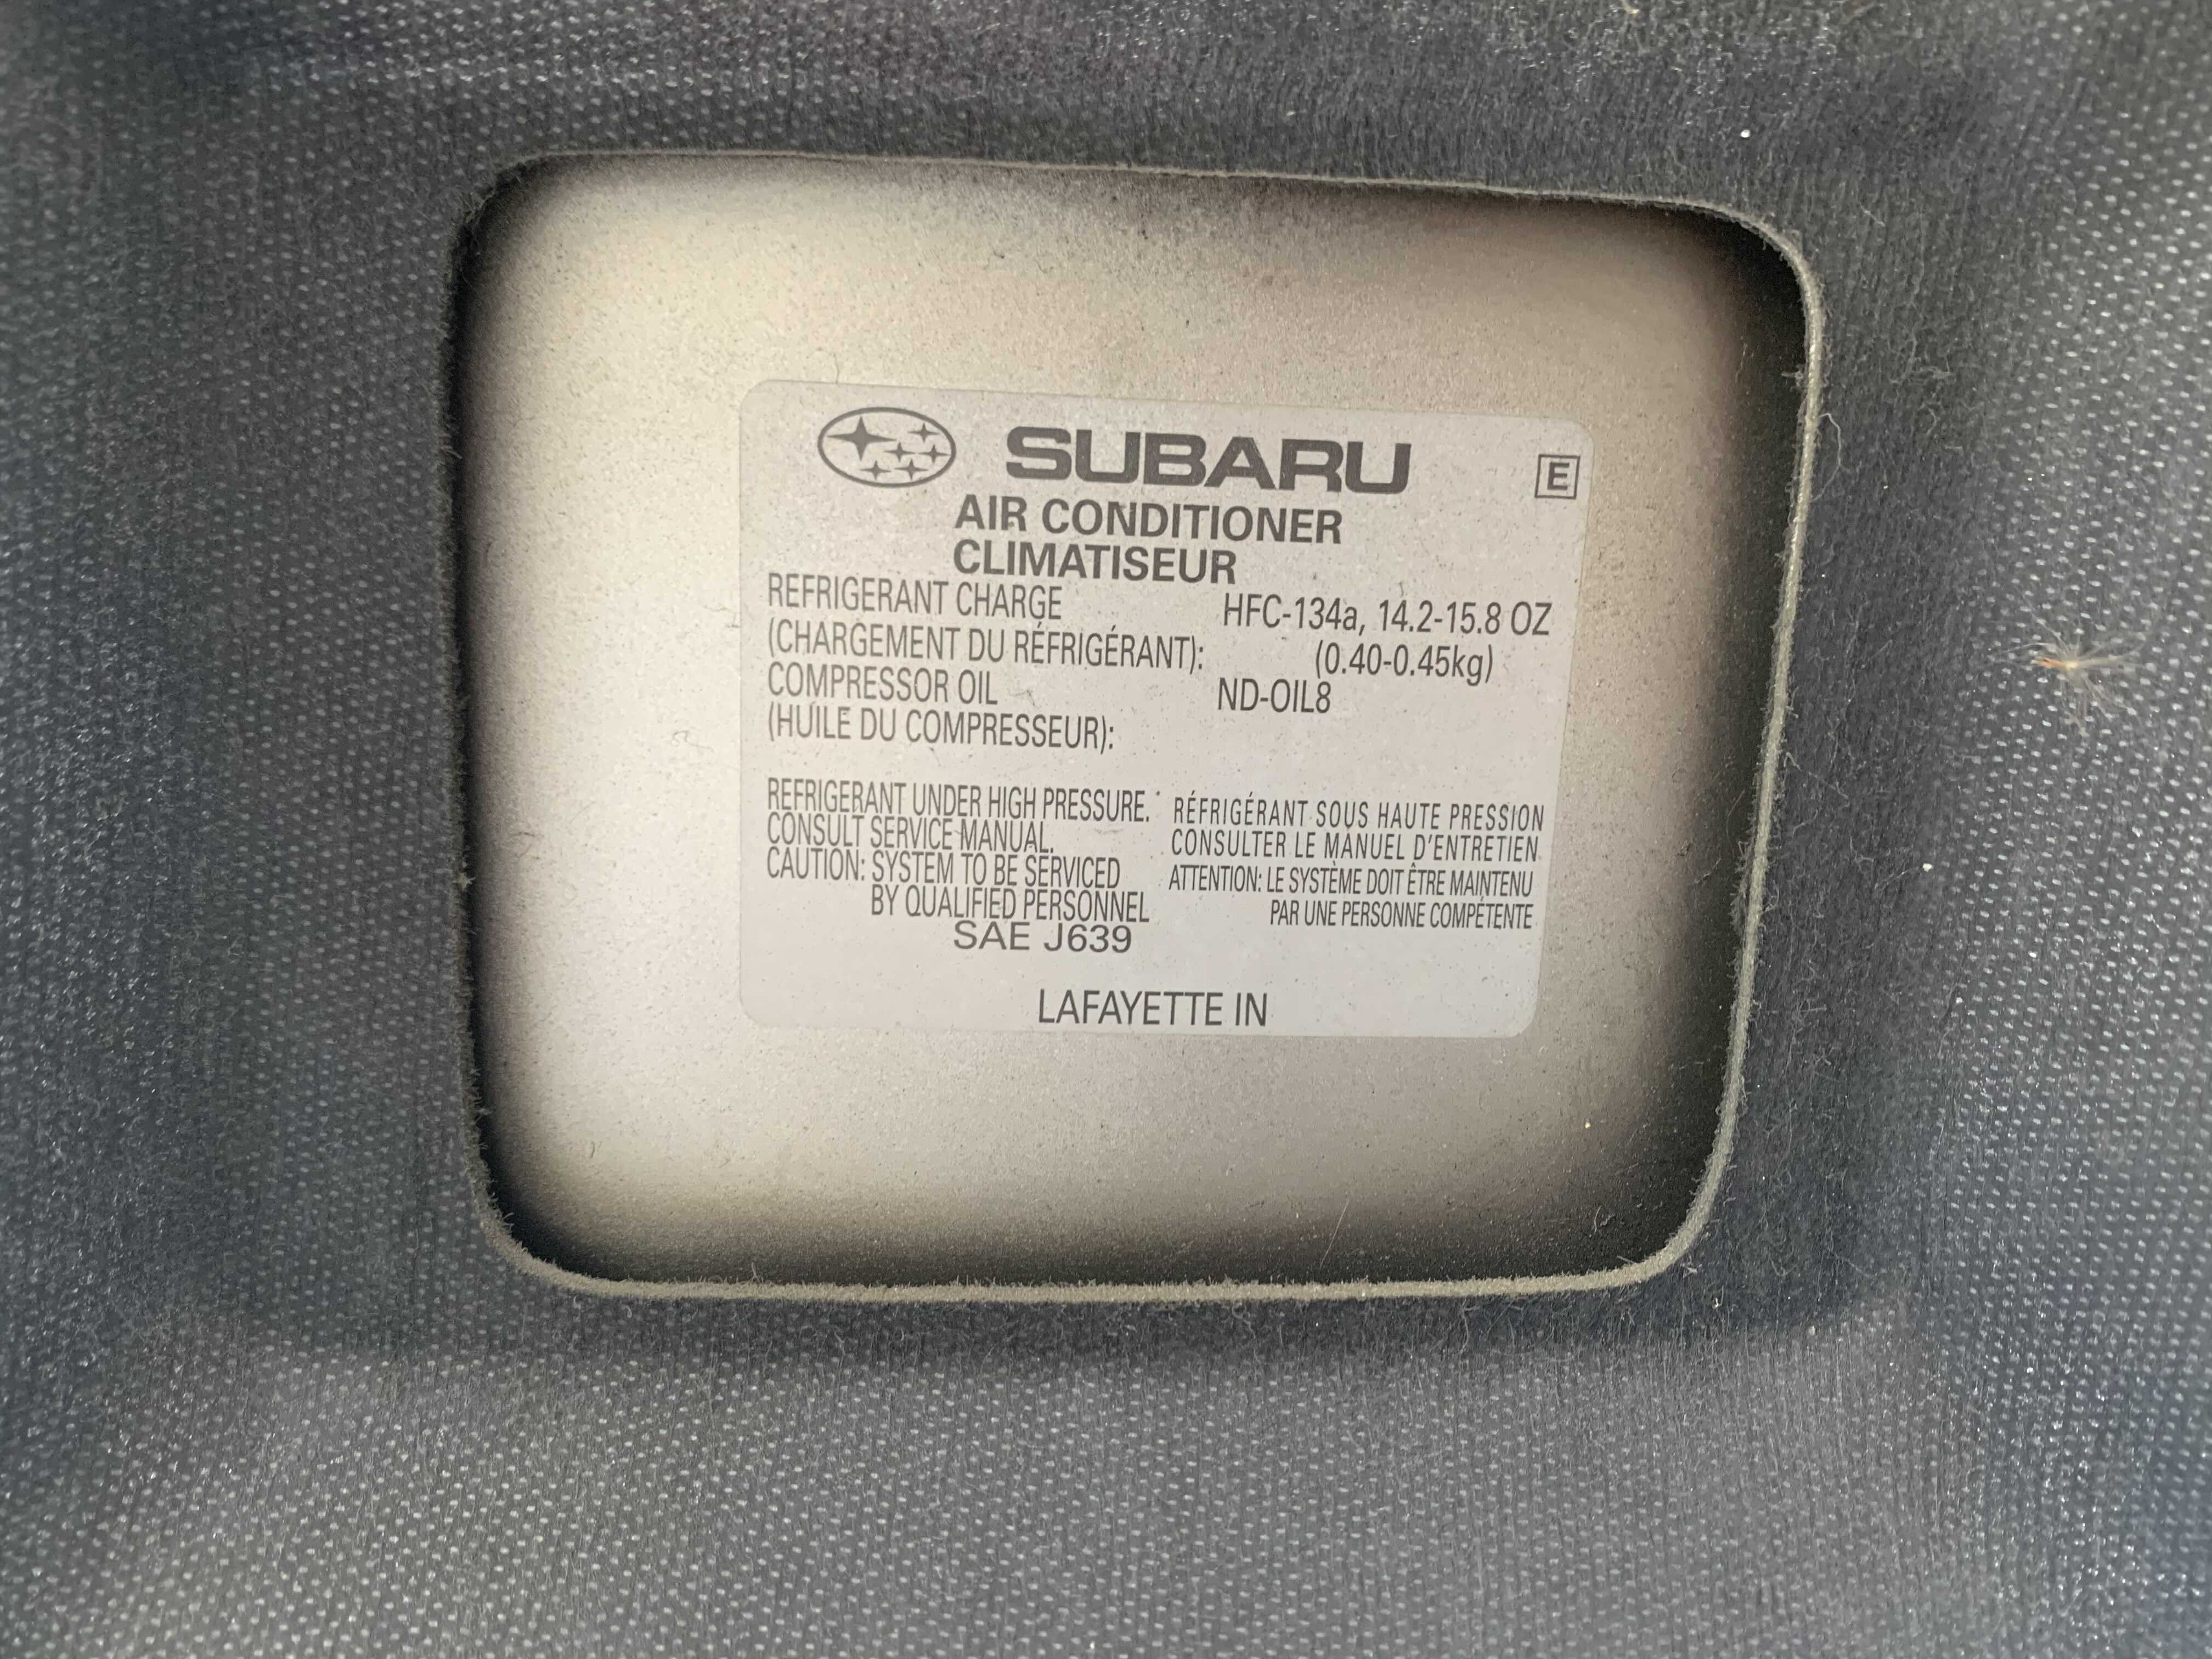 SUBARU
E
AIR CONDITIONER
CLIMATISEUR
REFRIGERANT CHARGE HFC-134a, 14.2-15.8 OZ
(CHARGEMENT DU RÉFRIGÉRANT): (0.40-0.45kg)
COMPRESSOR OIL ND-OIL8
(HUILE DU COMPRESSEUR):
REFRIGERANT UNDER HIGH PRESSURE.
CONSULT SERVICE MANUAL.
CAUTION: SYSTEM TO BE SERVICED
BY QUALIFIED PERSONNEL
RÉFRIGÉRANT SOUS HAUTE PRESSION
CONSULTER LE MANUEL D'ENTRETIEN.
ATTENTION: LE SYSTÈME DOIT ÊTRE MAINTENU
PAR UNE PERSONNE COMPÉTENTE
SAE J639
LAFAYETTE IN